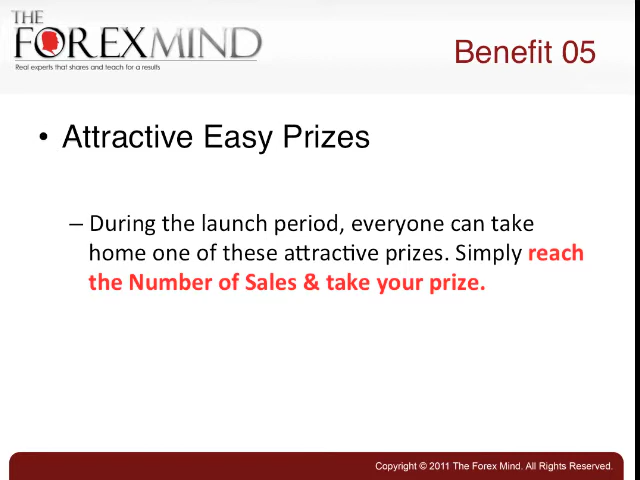 THE
FOREXMIND
Real experts that shares and teach for a results
Benefit 05
• Attractive Easy Prizes
– During the launch period, everyone can take
home one of these attractive prizes. Simply reach
the Number of Sales & take your prize.
Copyright © 2011 The Forex Mind. All Rights Reserved.